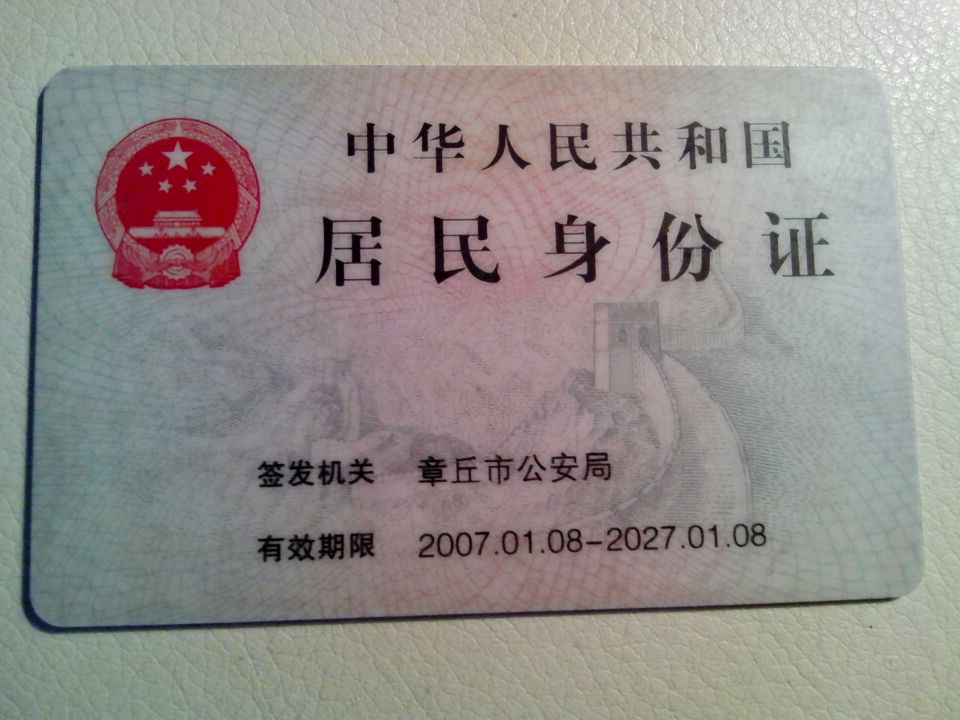 中华人民共和国
居民身份证
签发机关 章丘市公安局
有效期限 2007.01.08-2027.01.08